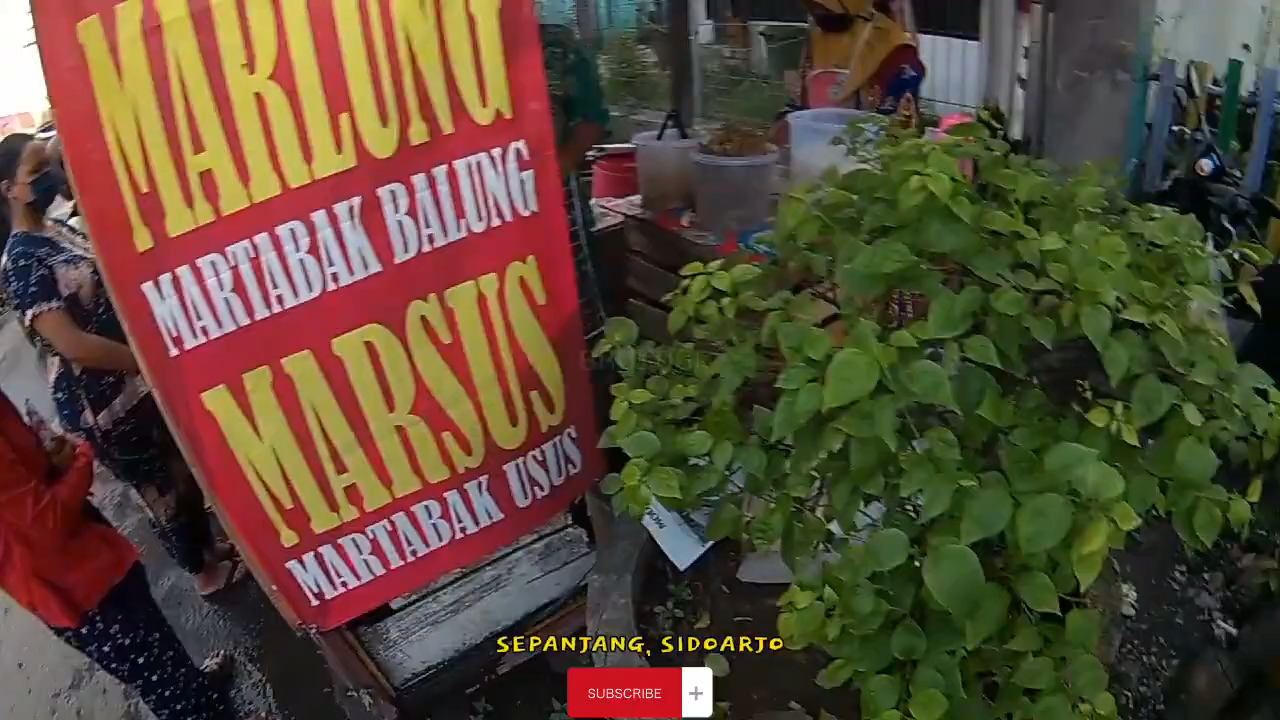 MARLUNG
MARTABAK BALUNG
MARSUS
MARTABAK USUS
SEPANJANG, SIDOARJO
SUBSCRIBE +